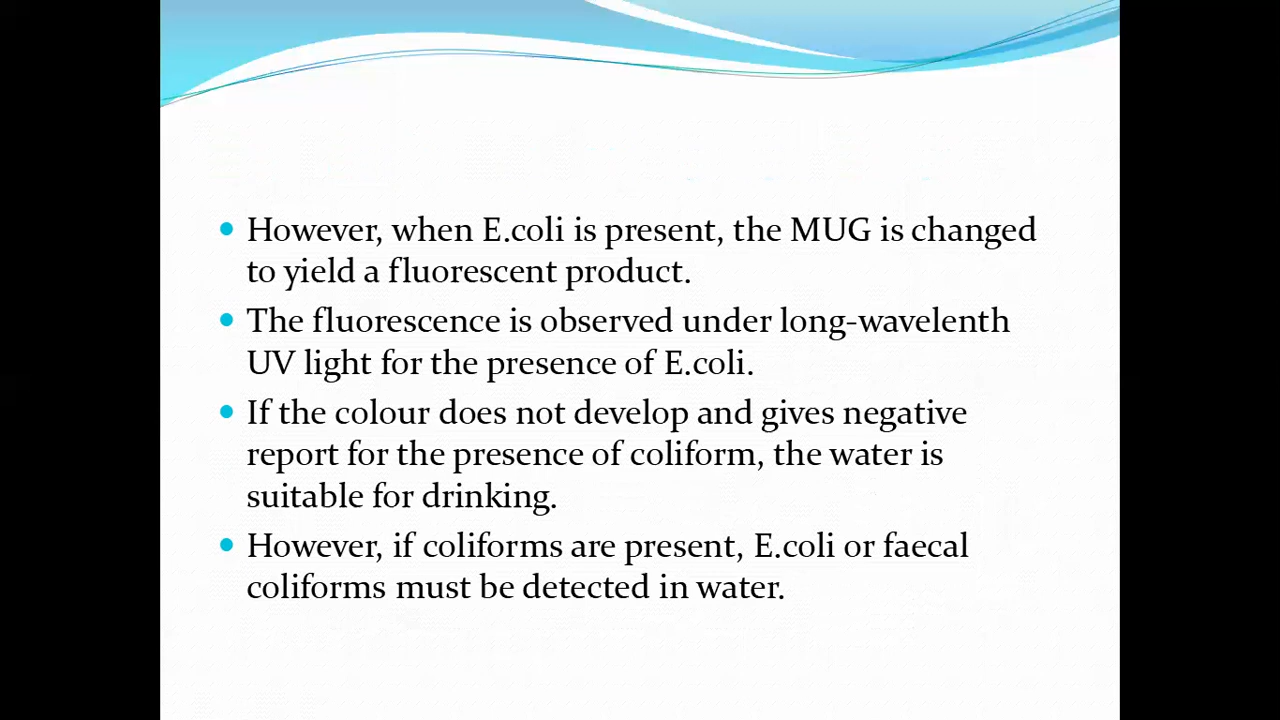 However, when E.coli is present, the MUG is changed
to yield a fluorescent product.
The fluorescence is observed under long-wavelenth
UV light for the presence of E.coli.
If the colour does not develop and gives negative
report for the presence of coliform, the water is
suitable for drinking.
However, if coliforms are present, E.coli or faecal
coliforms must be detected in water.